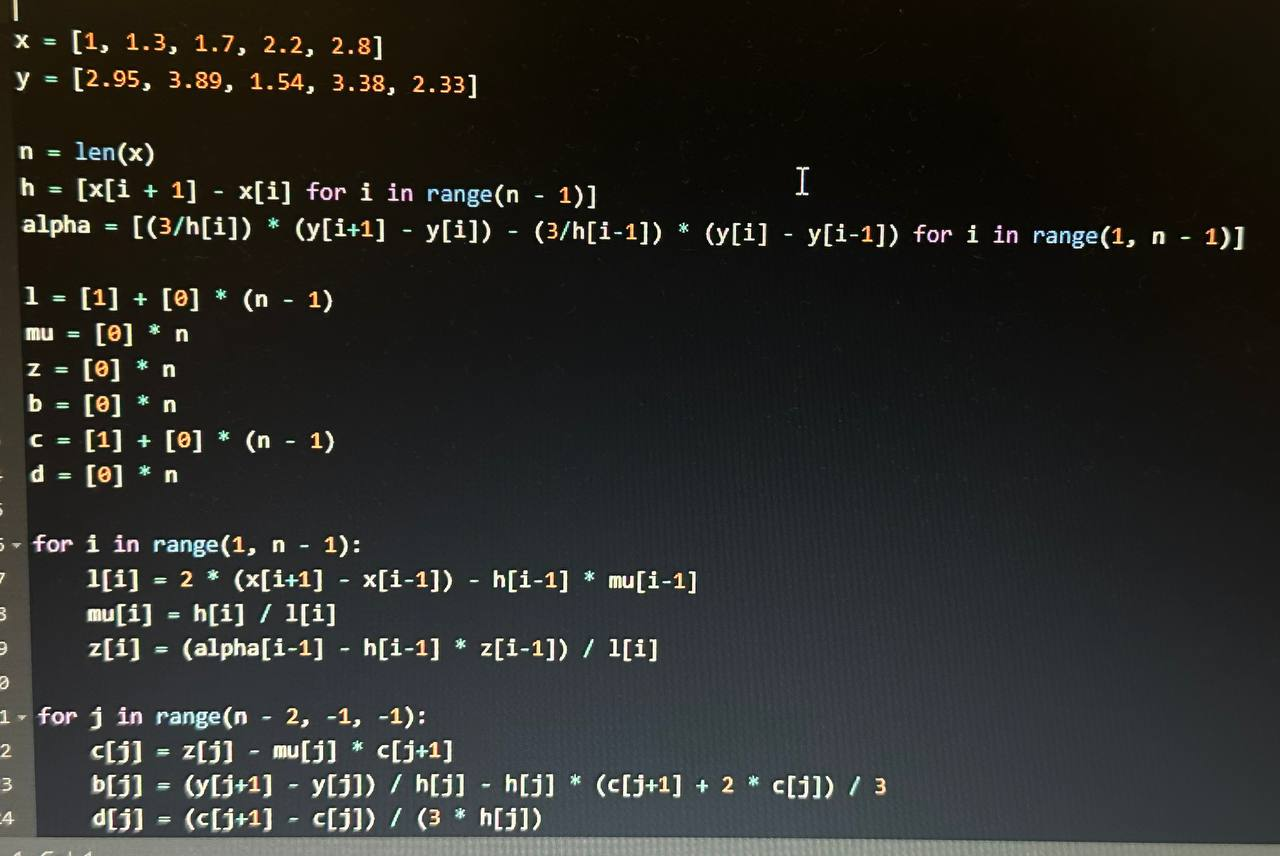 x = [1, 1.3, 1.7, 2.2, 2.8]
y = [2.95, 3.89, 1.54, 3.38, 2.33]
n = len(x)
h = [x[i + 1] - x[i] for i in range(n - 1)]
alpha = [(3/h[i]) * (y[i+1] - y[i]) - (3/h[i-1]) * (y[i] - y[i-1]) for i in range(1, n - 1)]
l = [1] + [0] * (n - 1)
mu = [0] * n
z = [0] * n
b = [0] * n
c = [1] + [0] * (n - 1)
d = [0] * n
for i in range(1, n - 1):
l[i] = 2 * (x[i+1] - x[i-1]) - h[i-1] * mu[i-1]
mu[i] = h[i] / l[i]
z[i] = (alpha[i-1] - h[i-1] * z[i-1]) / l[i]
for j in range(n - 2, -1, -1):
c[j] = z[j] - mu[j] * c[j+1]
b[j] = (y[j+1] - y[j]) / h[j] - h[j] * (c[j+1] + 2 * c[j]) / 3
d[j] = (c[j+1] - c[j]) / (3 * h[j])